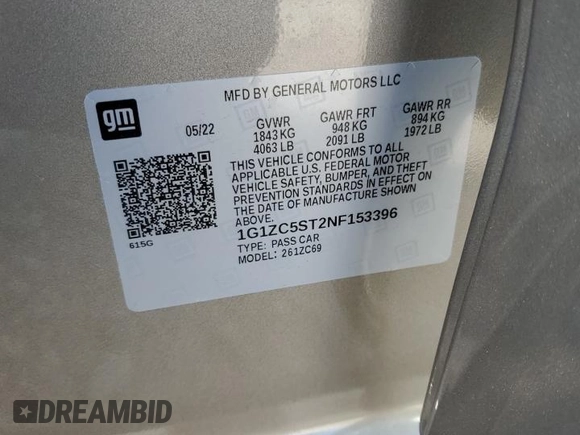 MFD BY GENERAL MOTORS LLC
gm
05/22 GVWR GAWR FRT GAWR RR
1843 KG 948 KG 894 KG
4063 LB 2091 LB 1972 LB
THIS VEHICLE CONFORMS TO ALL
APPLICABLE U.S. FEDERAL MOTOR
VEHICLE SAFETY, BUMPER, AND THEFT
PREVENTION STANDARDS IN EFFECT ON
THE DATE OF MANUFACTURE SHOWN
ABOVE.
615G
1G1ZC5ST2NF153396
TYPE: PASS CAR
MODEL: 261ZC69
DREAMBID